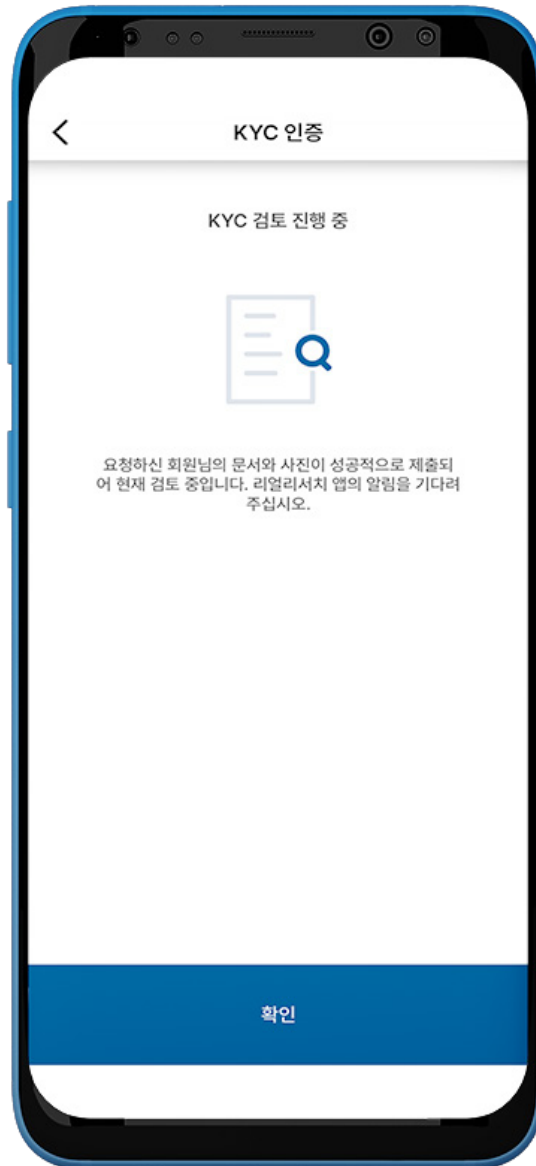 KYC 인증
KYC 검토 진행 중
요청하신 회원님의 문서와 사진이 성공적으로 제출되
어 현재 검토 중입니다. 리얼리서치 앱의 알림을 기다려
주십시오.
확인